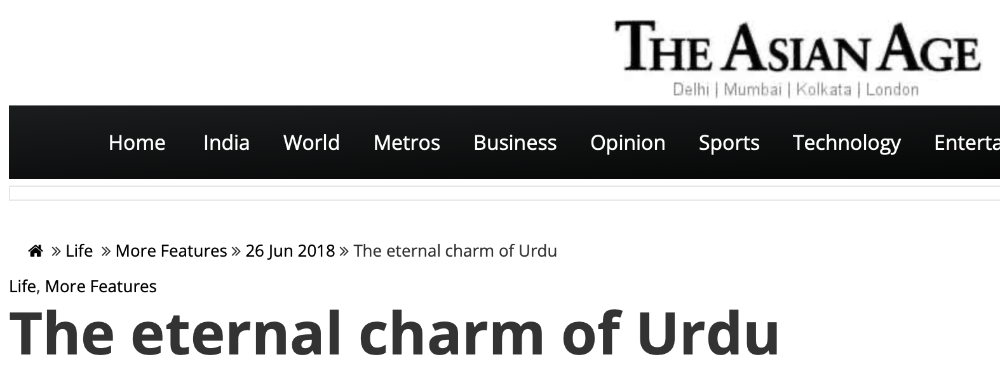 THE ASIAN AGE
Delhi | Mumbai | Kolkata | London
Home India World Metros Business Opinion Sports Technology Enterta
» Life » More Features » 26 Jun 2018 » The eternal charm of Urdu
Life, More Features
The eternal charm of Urdu